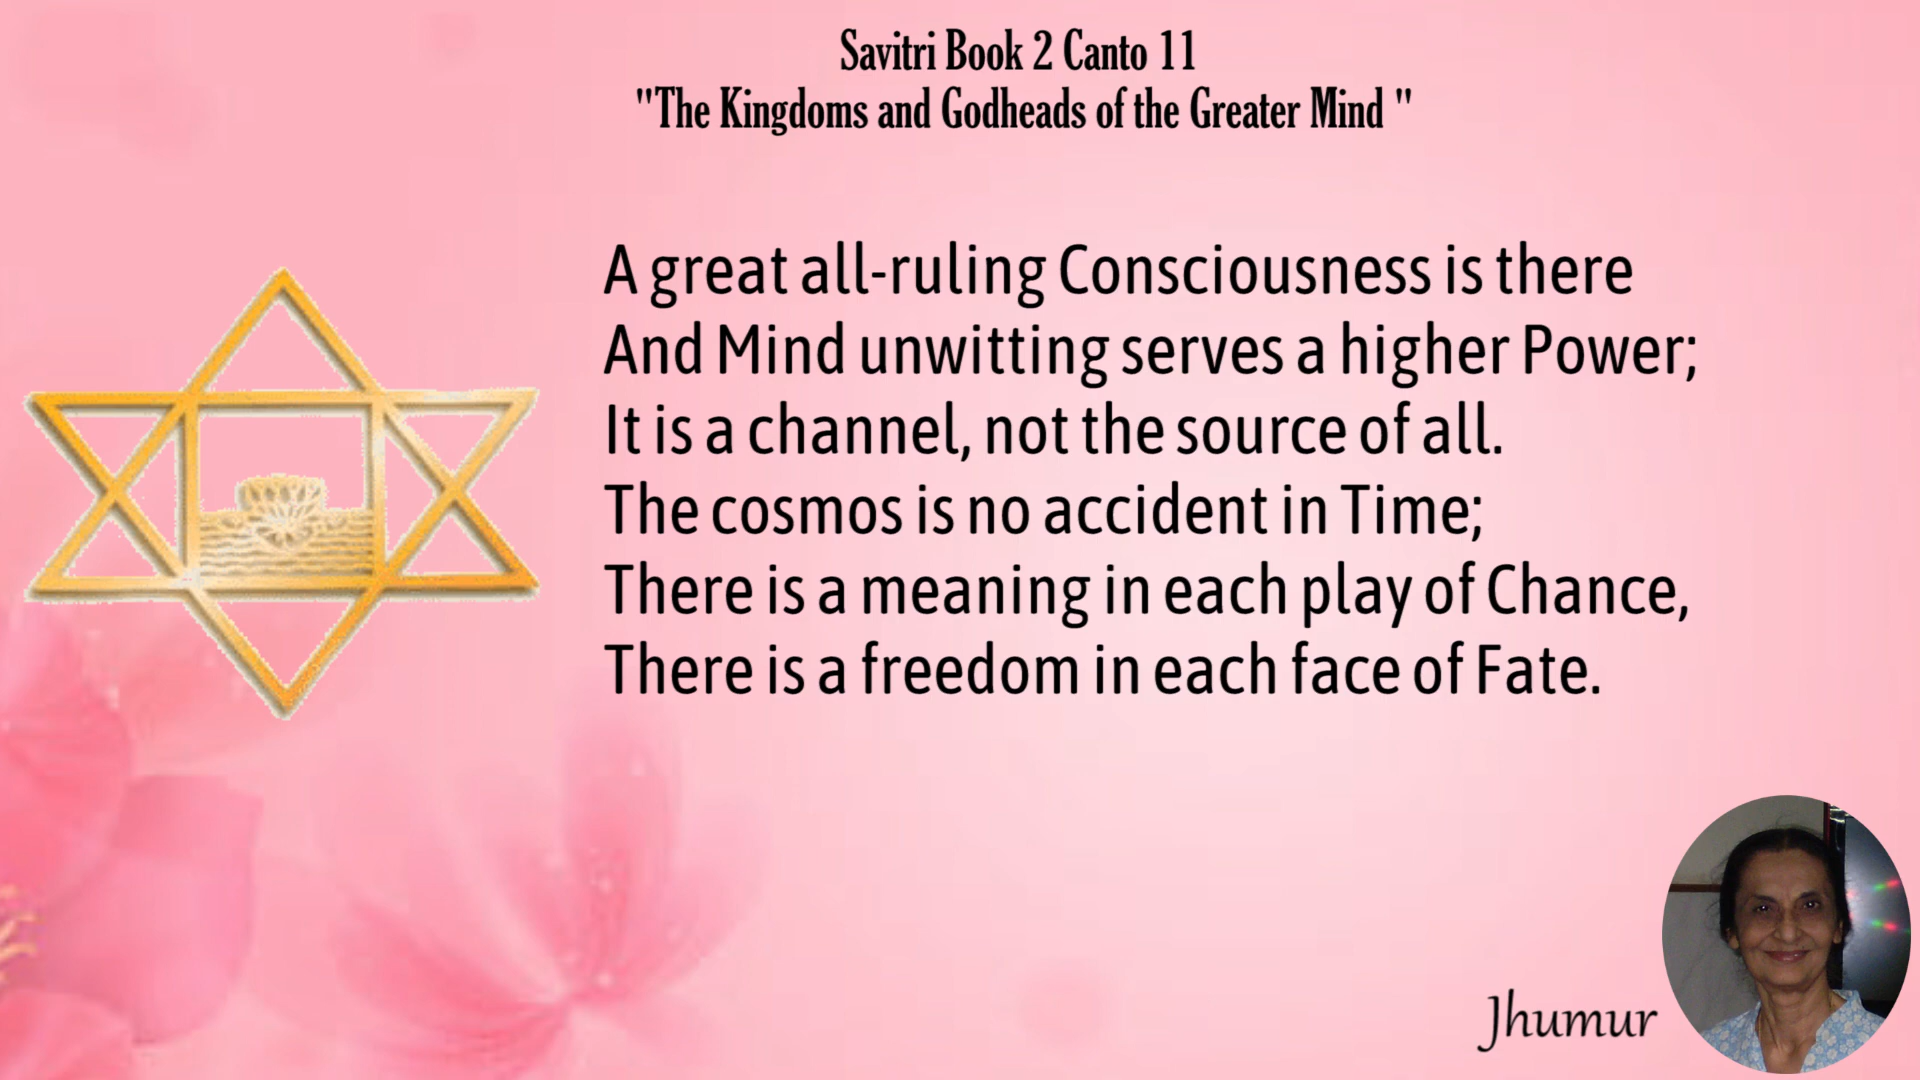 Savitri Book 2 Canto 11
"The Kingdoms and Godheads of the Greater Mind "
A great all-ruling Consciousness is there
And Mind unwitting serves a higher Power;
It is a channel, not the source of all.
The cosmos is no accident in Time;
There is a meaning in each play of Chance,
There is a freedom in each face of Fate.
Jhumur